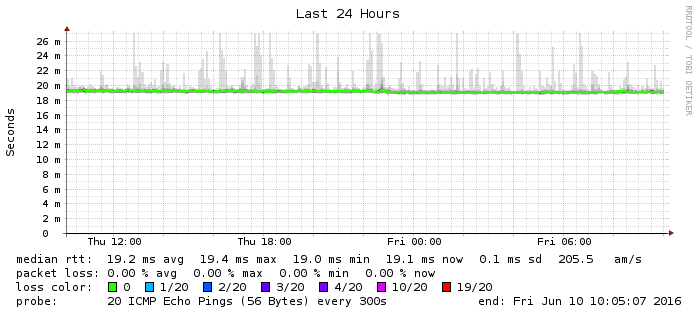 Last 24 Hours
RRDTOOL / TOBI OETIKER
Seconds
26 m
24 m
22 m
20 m
18 m
16 m
14 m
12 m
10 m
8 m
6 m
4 m
2 m
0
Thu 12:00 Thu 18:00 Fri 00:00 Fri 06:00
median rtt: 19.2 ms avg 19.4 ms max 19.0 ms min 19.1 ms now 0.1 ms sd 205.5 am/s
packet loss: 0.00 % avg 0.00 % max 0.00 % min 0.00 % now
loss color: 0 1/20 2/20 3/20 4/20 10/20 19/20
probe: 20 ICMP Echo Pings (56 Bytes) every 300s end: Fri Jun 10 10:05:07 2016